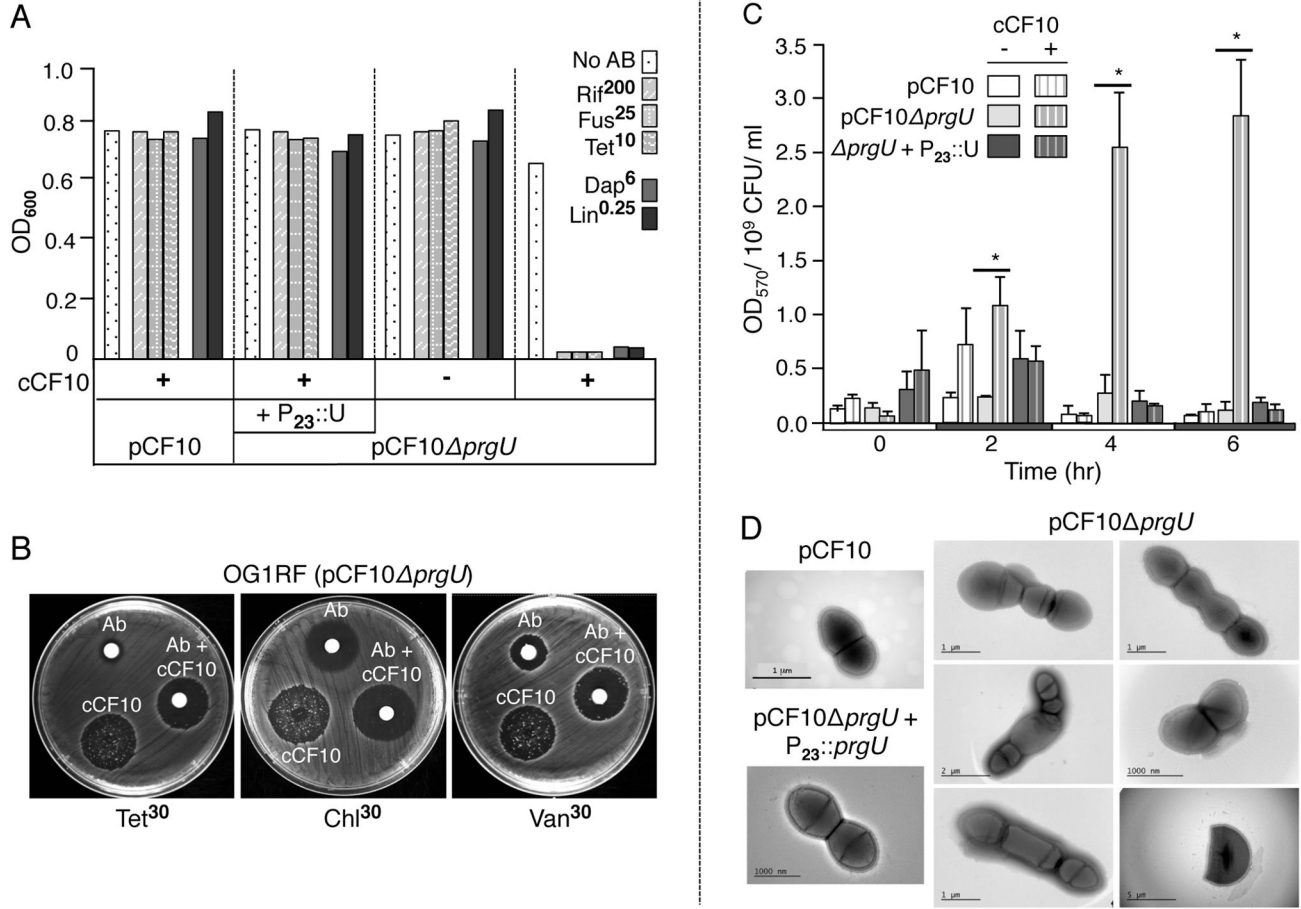 A
1.0
0.8
0.6
0.4
0.2
0
OD600
No AB
Rif200
Fus25
Tet10
Dap6
Lin0.25
cCF10
+
+
-
+
+ P23::U
pCF10
pCF10ΔprgU
B
OG1RF (pCF10ΔprgU)
Ab
Ab +
cCF10
cCF10
Ab
Ab +
cCF10
cCF10
Ab
Ab +
cCF10
cCF10
Tet30
Chl30
Van30
C
cCF10
- +
pCF10
pCF10ΔprgU
ΔprgU + P23::U
3.5
3.0
2.5
2.0
1.5
1.0
0.5
0.0
OD570/ 10^9 CFU/ ml
*
*
*
0
2
4
6
Time (hr)
D
pCF10
1 µm
pCF10ΔprgU +
P23::prgU
1000 nm
pCF10ΔprgU
1 µm
1 µm
2 µm
1000 nm
1 µm
5 µm